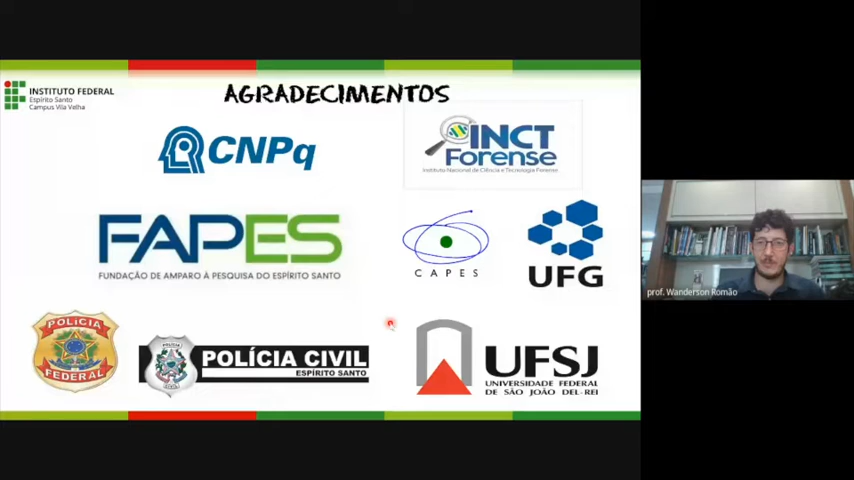 AGRADECIMENTOS
INSTITUTO FEDERAL
Espírito Santo
Campus Vila Velha
CNPq
INCT
Forense
Instituto Nacional de Ciência e Tecnologia Forense
FAPES
FUNDAÇÃO DE AMPARO À PESQUISA DO ESPÍRITO SANTO
CAPES
UFG
prof. Wanderson Romão
POLÍCIA
FEDERAL
POLÍCIA CIVIL
ESPÍRITO SANTO
UFSJ
UNIVERSIDADE FEDERAL
DE SÃO JOÃO DEL-REI